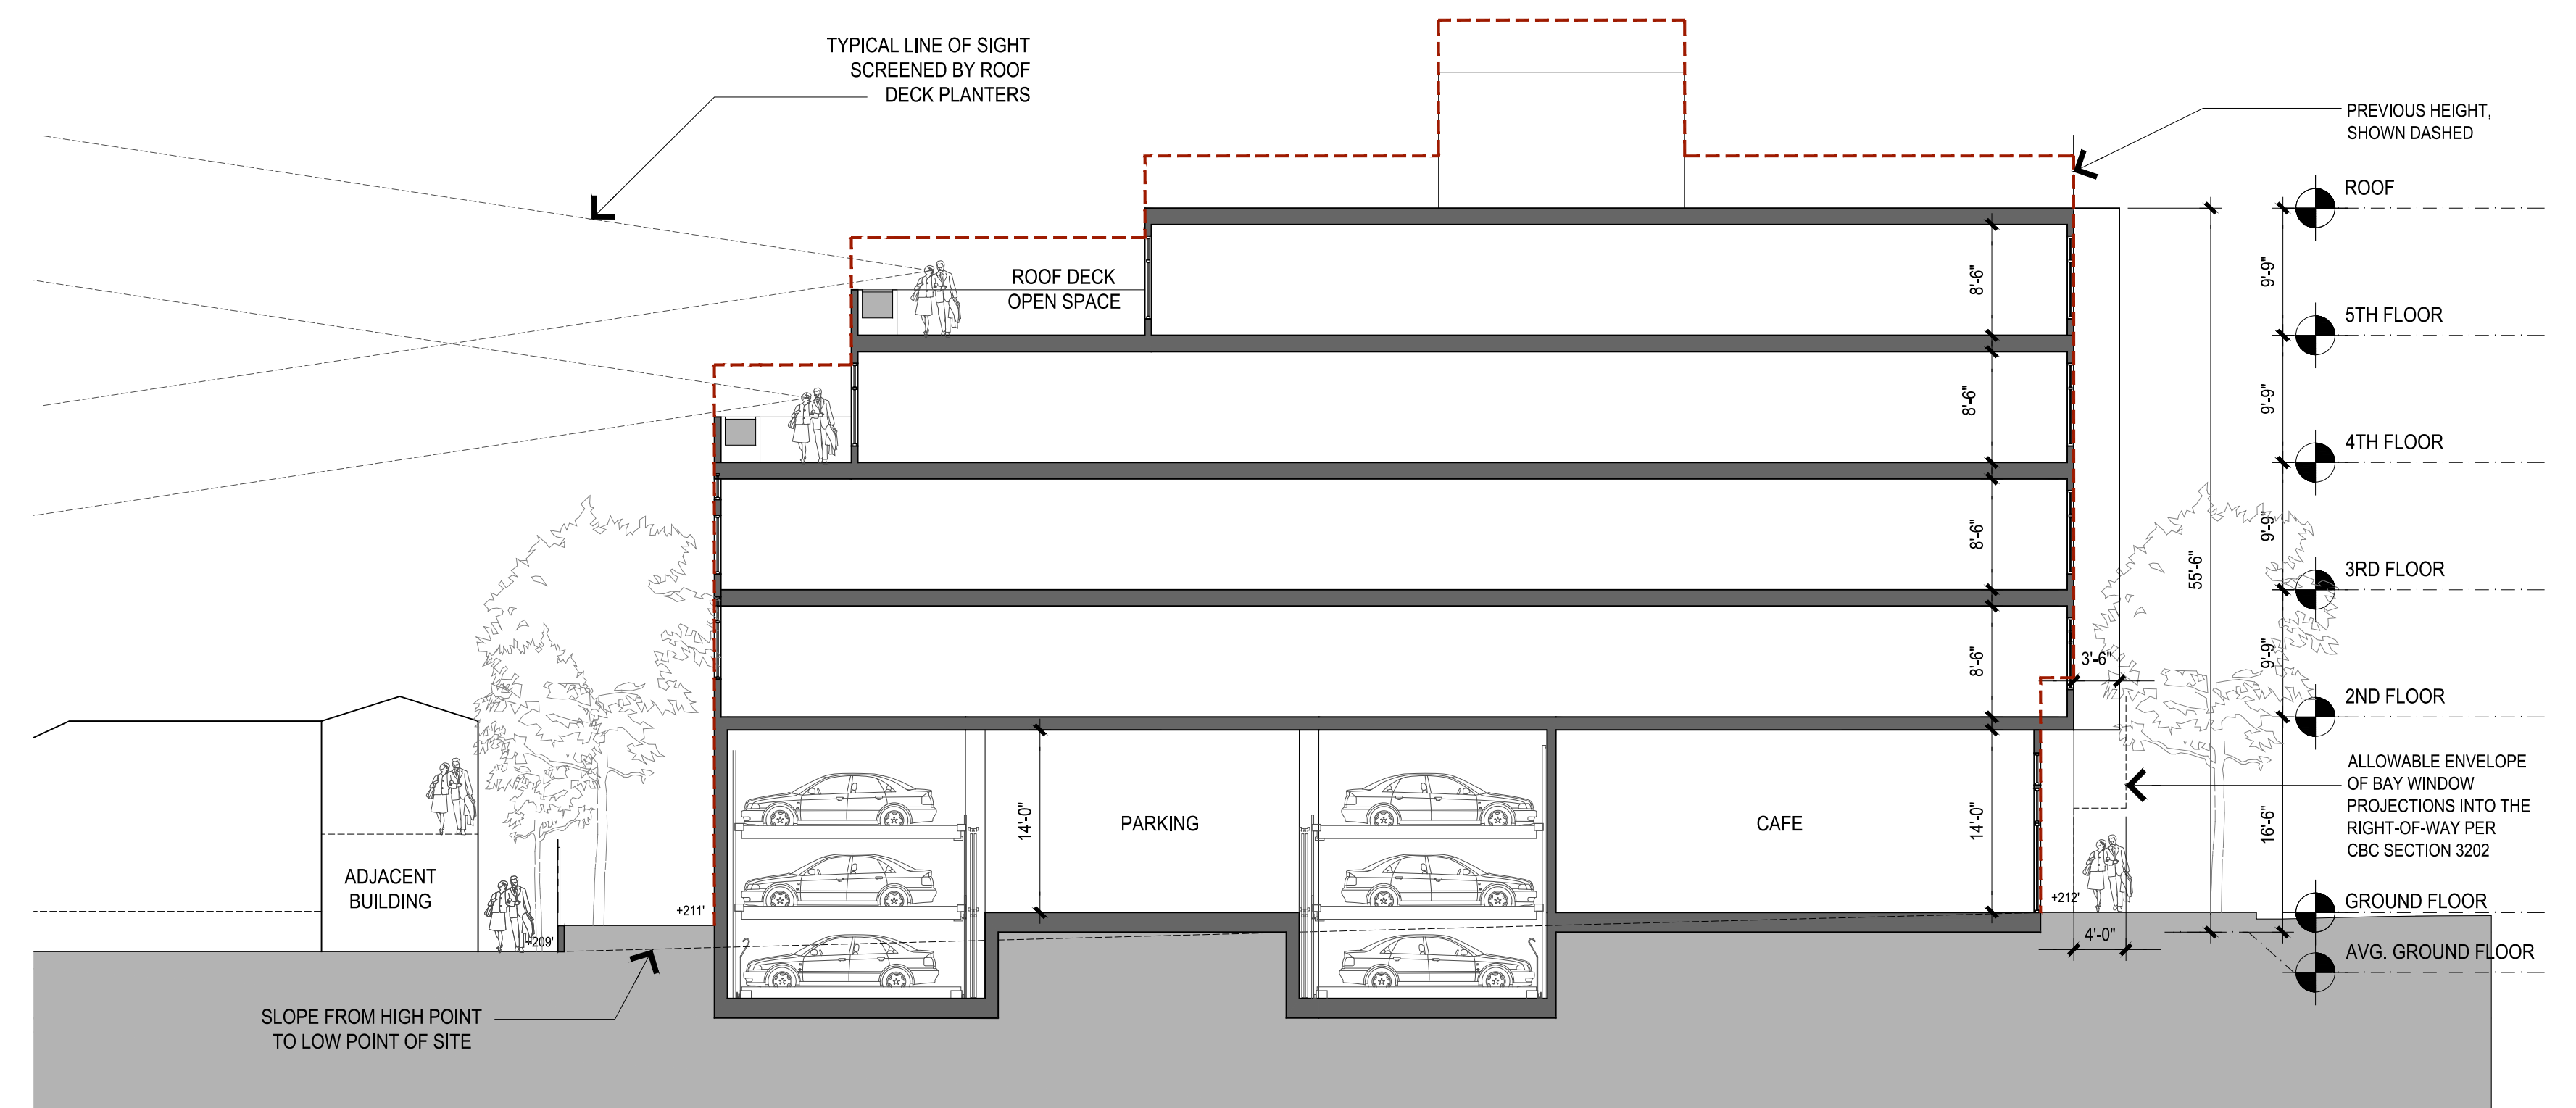 TYPICAL LINE OF SIGHT
SCREENED BY ROOF
DECK PLANTERS
PREVIOUS HEIGHT,
SHOWN DASHED
ROOF
ROOF DECK
OPEN SPACE
8'-6"
9'-9"
5TH FLOOR
8'-6"
9'-9"
4TH FLOOR
8'-6"
9'-9"
55'-6"
3RD FLOOR
8'-6"
3'-6"
9'-9"
2ND FLOOR
ALLOWABLE ENVELOPE
OF BAY WINDOW
PROJECTIONS INTO THE
RIGHT-OF-WAY PER
CBC SECTION 3202
14'-0"
PARKING
CAFE
14'-0"
16'-6"
ADJACENT
BUILDING
+211'
+212'
GROUND FLOOR
+209'
4'-0"
AVG. GROUND FLOOR
SLOPE FROM HIGH POINT
TO LOW POINT OF SITE